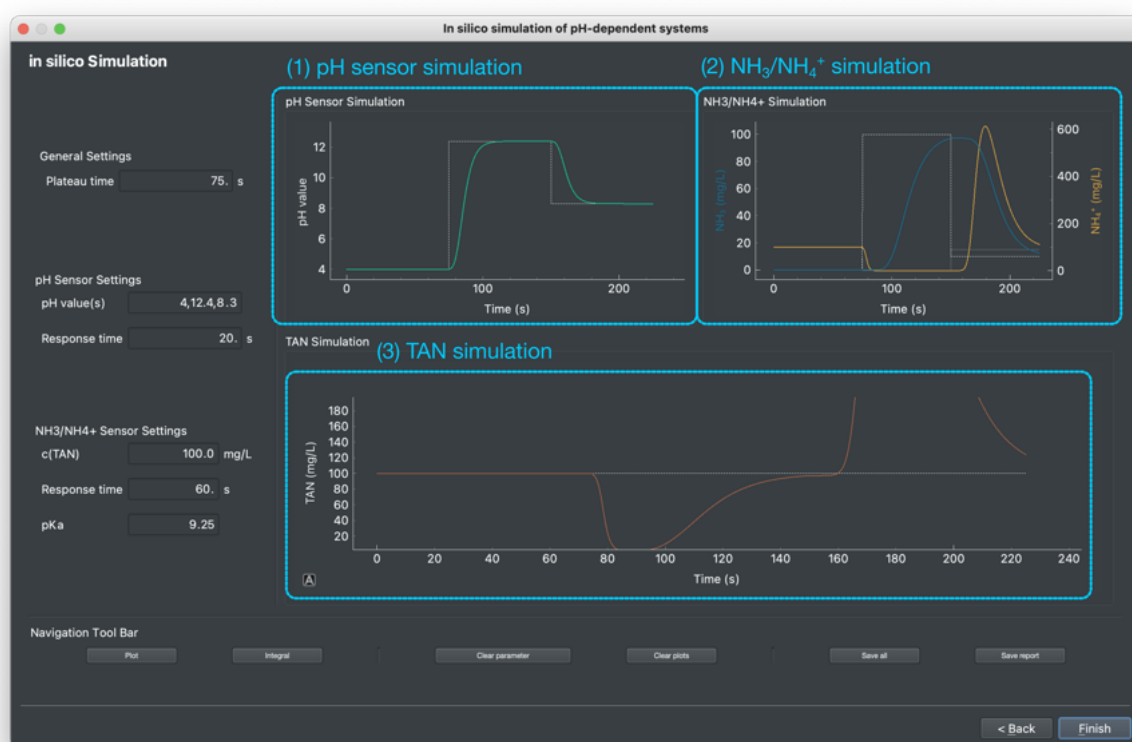 In silico simulation of pH-dependent systems
in silico Simulation
(1) pH sensor simulation
(2) NH₃/NH₄⁺ simulation
General Settings
Plateau time 75. s
pH Sensor Settings
pH value(s) 4,12.4,8.3
Response time 20. s
NH3/NH4+ Sensor Settings
c(TAN) 100.0 mg/L
Response time 60. s
pKa 9.25
pH Sensor Simulation
pH value
12
10
8
6
4
0 100 200
Time (s)
NH3/NH4+ Simulation
NH₃ (mg/L)
100
80
60
40
20
0
600
400
200
0
NH₄⁺ (mg/L)
0 100 200
Time (s)
TAN Simulation
(3) TAN simulation
TAN (mg/L)
180
160
140
120
100
80
60
40
20
0 20 40 60 80 100 120 140 160 180 200 220 240
Time (s)
A
Navigation Tool Bar
Plot Integral Clear parameter Clear plots Save all Save report
< Back Finish